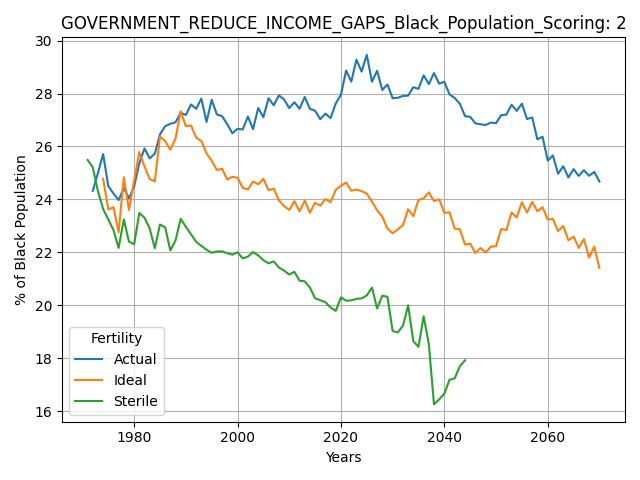 GOVERNMENT_REDUCE_INCOME_GAPS_Black_Population_Scoring: 2
% of Black Population
30
28
26
24
22
20
18
16
Fertility
Actual
Ideal
Sterile
1980 2000 2020 2040 2060
Years